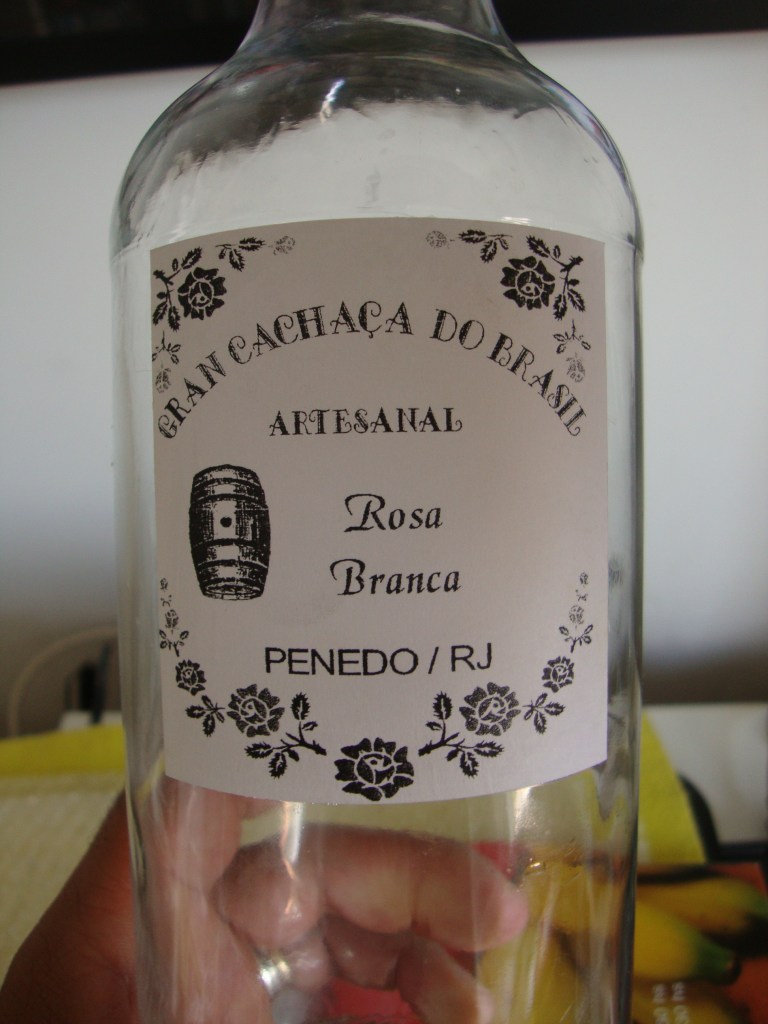 GRAN CACHAÇA DO BRASIL
ARTESANAL
Rosa
Branca
PENEDO / RJ